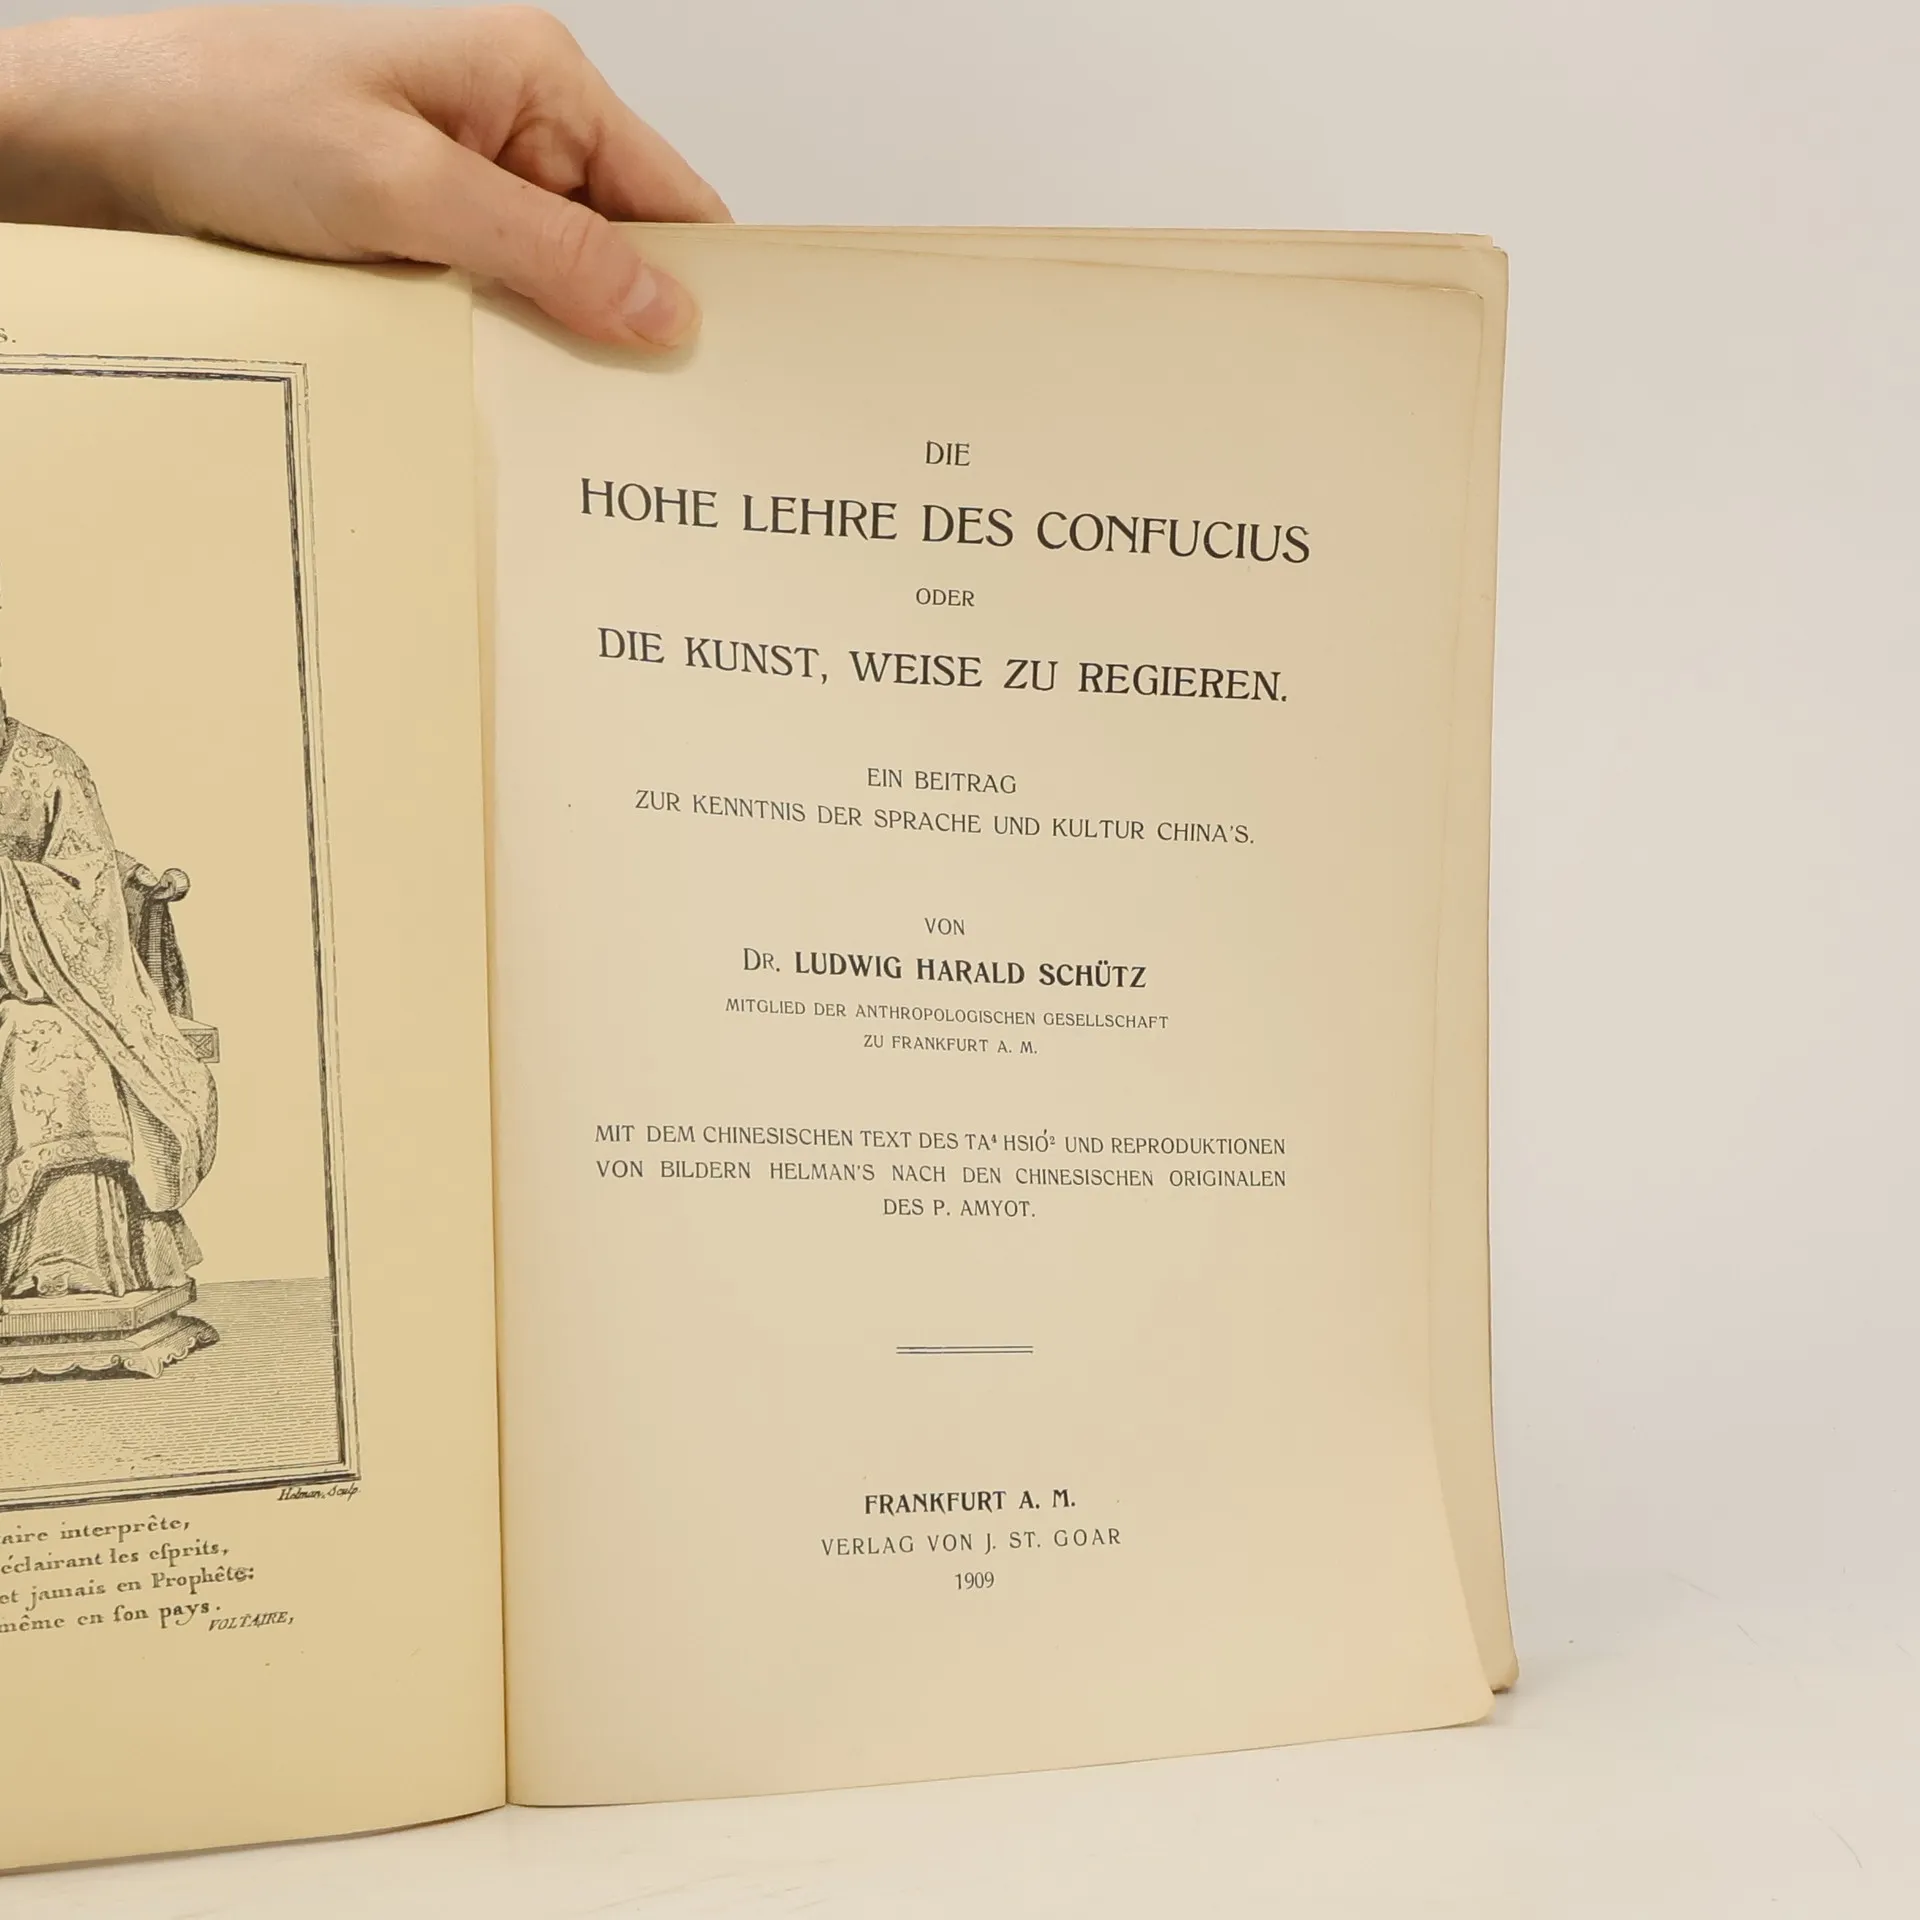 S.
Helman, Sculp.
aire interprète,
éclairant les eſprits,
et jamais en Prophête:
même en ſon pays.
VOLTAIRE,
DIE
HOHE LEHRE DES CONFUCIUS
ODER
DIE KUNST, WEISE ZU REGIEREN.
EIN BEITRAG
ZUR KENNTNIS DER SPRACHE UND KULTUR CHINA'S.
VON
DR. LUDWIG HARALD SCHÜTZ
MITGLIED DER ANTHROPOLOGISCHEN GESELLSCHAFT
ZU FRANKFURT A. M.
MIT DEM CHINESISCHEN TEXT DES TA⁴ HSIÓ² UND REPRODUKTIONEN
VON BILDERN HELMAN'S NACH DEN CHINESISCHEN ORIGINALEN
DES P. AMYOT.
FRANKFURT A. M.
VERLAG VON J. ST. GOAR
1909